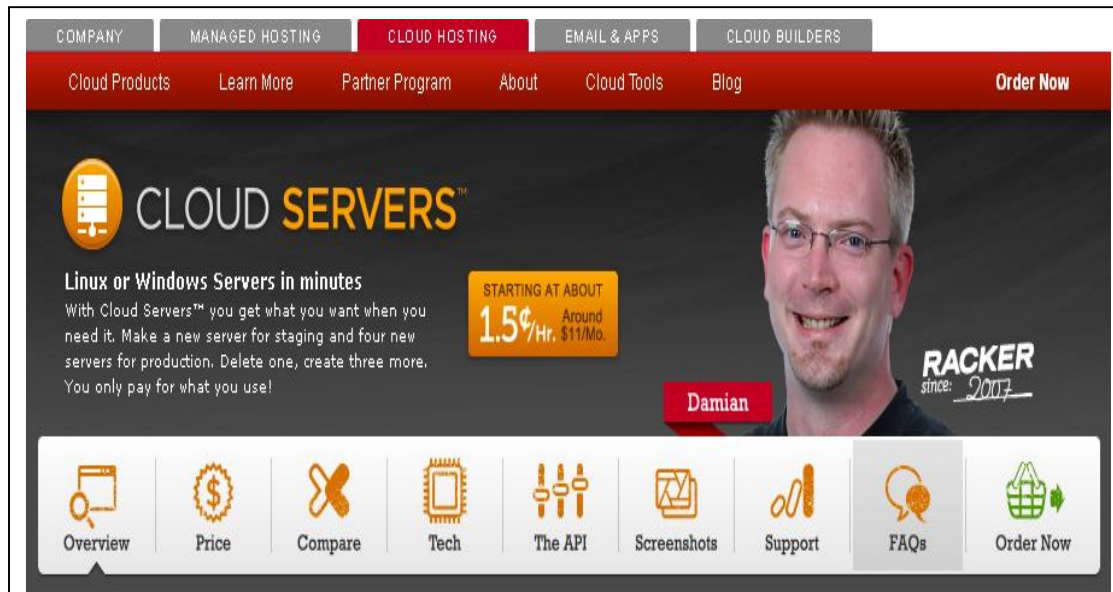 COMPANY MANAGED HOSTING CLOUD HOSTING EMAIL & APPS CLOUD BUILDERS
Cloud Products Learn More Partner Program About Cloud Tools Blog Order Now
CLOUD SERVERS™
Linux or Windows Servers in minutes
With Cloud Servers™ you get what you want when you
need it. Make a new server for staging and four new
servers for production. Delete one, create three more.
You only pay for what you use!
STARTING AT ABOUT
1.5¢/Hr. Around
$11/Mo.
Damian
RACKER
since: 2007
Overview Price Compare Tech The API Screenshots Support FAQs Order Now